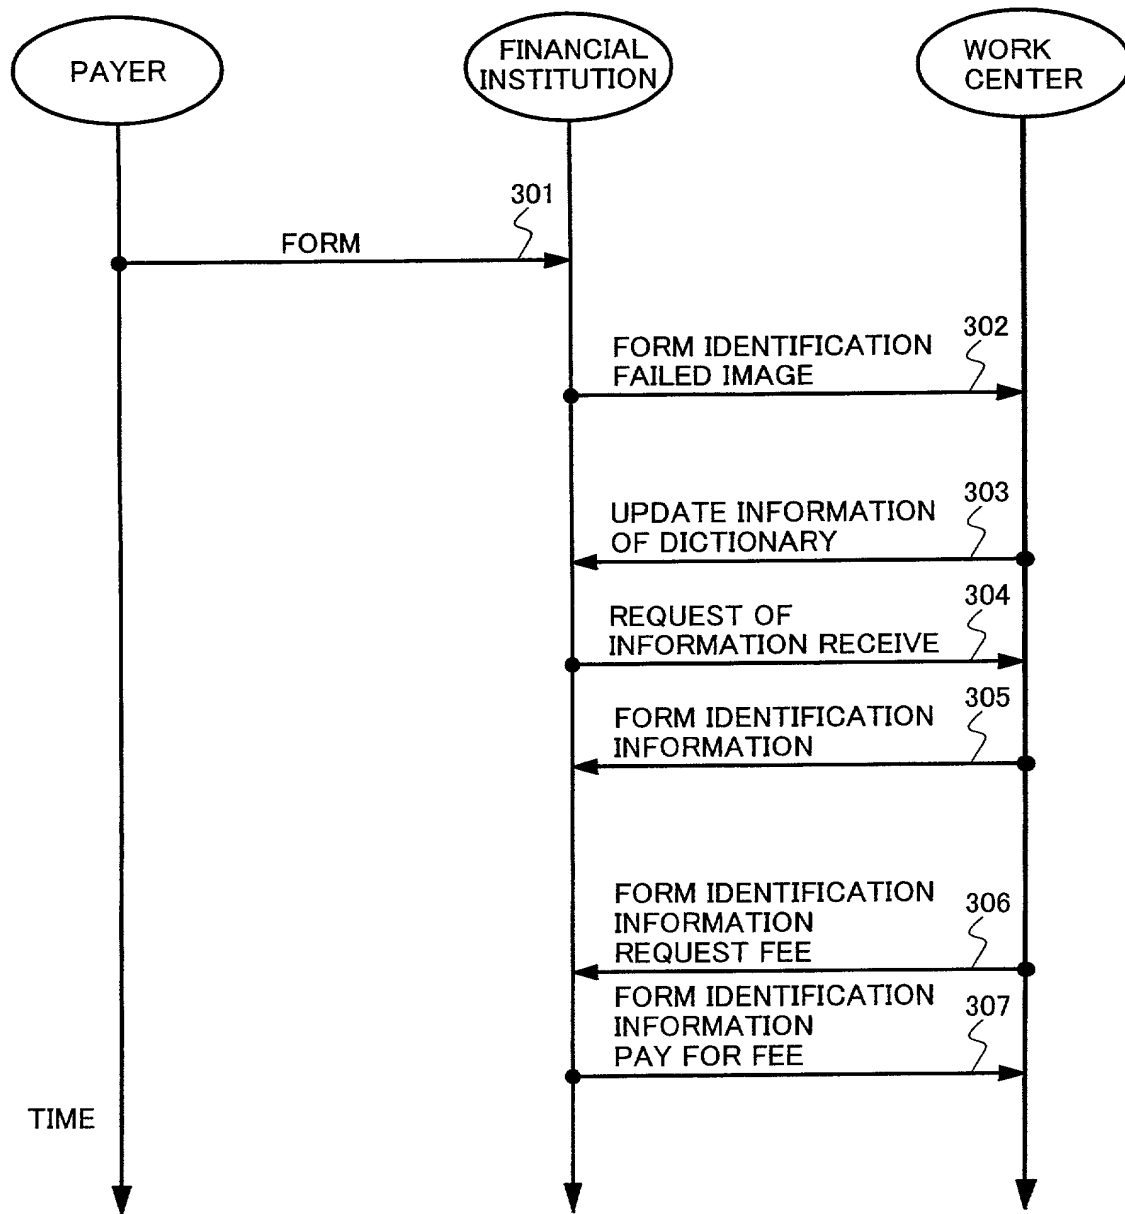 PAYER
FINANCIAL
INSTITUTION
WORK
CENTER
301
FORM
302
FORM IDENTIFICATION
FAILED IMAGE
303
UPDATE INFORMATION
OF DICTIONARY
304
REQUEST OF
INFORMATION RECEIVE
305
FORM IDENTIFICATION
INFORMATION
FORM IDENTIFICATION
INFORMATION
REQUEST FEE
306
FORM IDENTIFICATION
INFORMATION
PAY FOR FEE
307
TIME